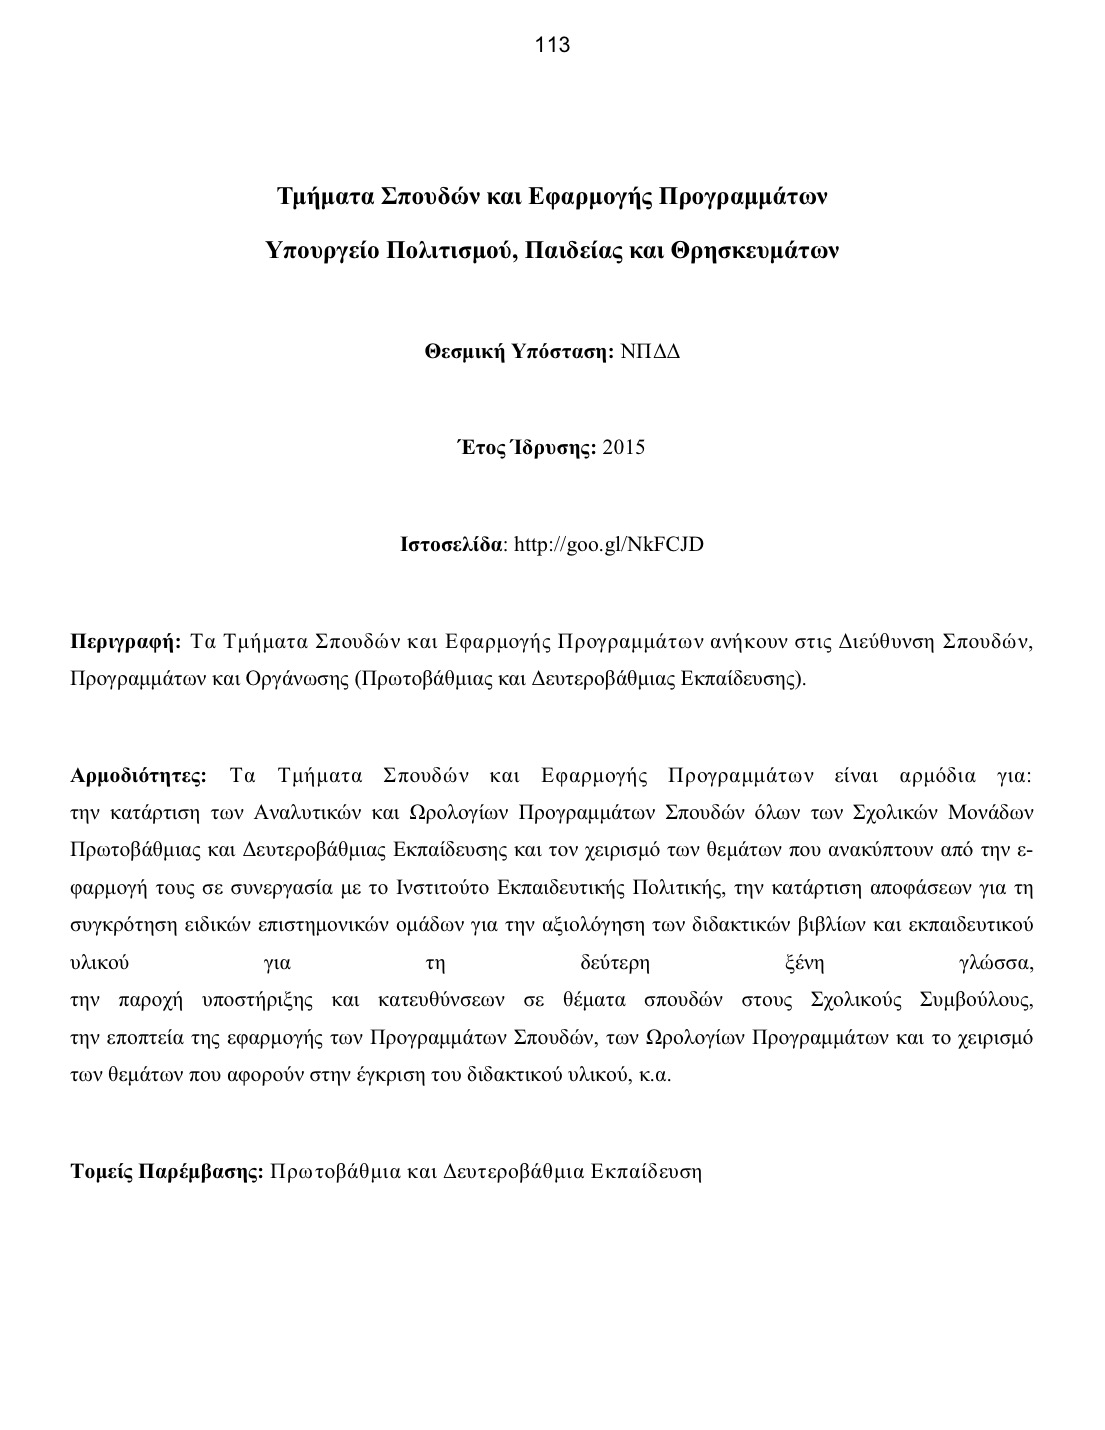 113
Τμήματα Σπουδών και Εφαρμογής Προγραμμάτων
Υπουργείο Πολιτισμού, Παιδείας και Θρησκευμάτων
Θεσμική Υπόσταση: ΝΠΔΔ
Έτος Ίδρυσης: 2015
Ιστοσελίδα: http://goo.gl/NkFCJD
Περιγραφή: Τα Τμήματα Σπουδών και Εφαρμογής Προγραμμάτων ανήκουν στις Διεύθυνση Σπουδών,
Προγραμμάτων και Οργάνωσης (Πρωτοβάθμιας και Δευτεροβάθμιας Εκπαίδευσης).
Αρμοδιότητες: Τα Τμήματα Σπουδών και Εφαρμογής Προγραμμάτων είναι αρμόδια για:
την κατάρτιση των Αναλυτικών και Ωρολογίων Προγραμμάτων Σπουδών όλων των Σχολικών Μονάδων
Πρωτοβάθμιας και Δευτεροβάθμιας Εκπαίδευσης και τον χειρισμό των θεμάτων που ανακύπτουν από την ε-
φαρμογή τους σε συνεργασία με το Ινστιτούτο Εκπαιδευτικής Πολιτικής, την κατάρτιση αποφάσεων για τη
συγκρότηση ειδικών επιστημονικών ομάδων για την αξιολόγηση των διδακτικών βιβλίων και εκπαιδευτικού
υλικού για τη δεύτερη ξένη γλώσσα,
την παροχή υποστήριξης και κατευθύνσεων σε θέματα σπουδών στους Σχολικούς Συμβούλους,
την εποπτεία της εφαρμογής των Προγραμμάτων Σπουδών, των Ωρολογίων Προγραμμάτων και το χειρισμό
των θεμάτων που αφορούν στην έγκριση του διδακτικού υλικού, κ.α.
Τομείς Παρέμβασης: Πρωτοβάθμια και Δευτεροβάθμια Εκπαίδευση